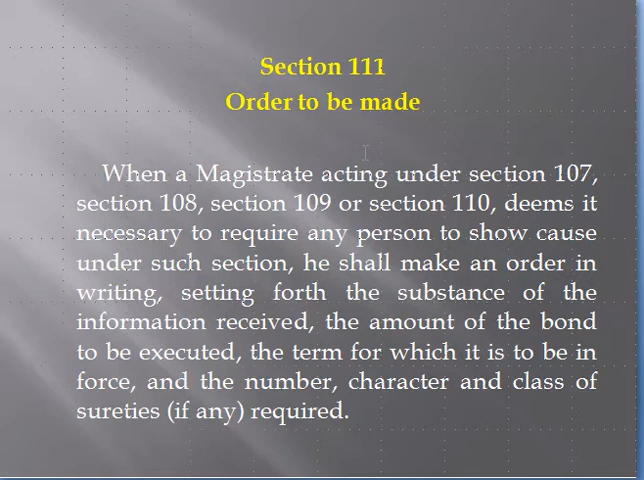 Section 111
Order to be made
When a Magistrate acting under section 107,
section 108, section 109 or section 110, deems it
necessary to require any person to show cause
under such section, he shall make an order in
writing, setting forth the substance of the
information received, the amount of the bond
to be executed, the term for which it is to be in
force, and the number, character and class of
sureties (if any) required.